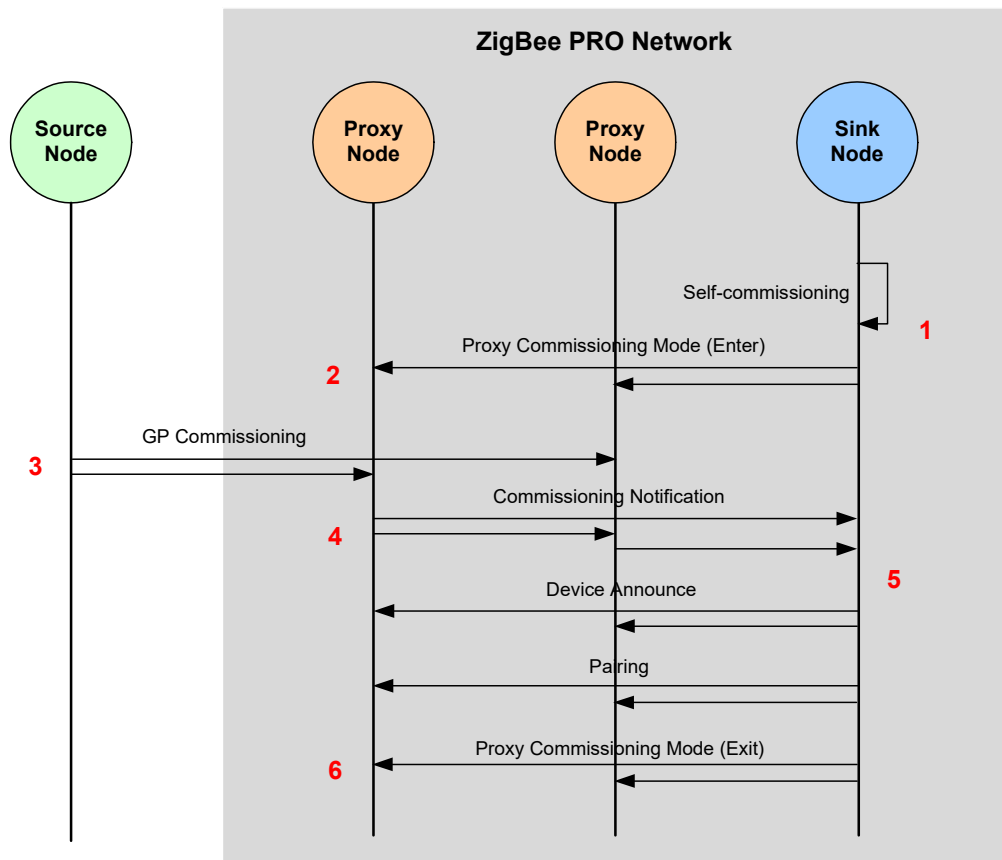 ZigBee PRO Network
Source
Node
Proxy
Node
Proxy
Node
Sink
Node
Self-commissioning
1
Proxy Commissioning Mode (Enter)
2
GP Commissioning
3
Commissioning Notification
4
5
Device Announce
Pairing
Proxy Commissioning Mode (Exit)
6